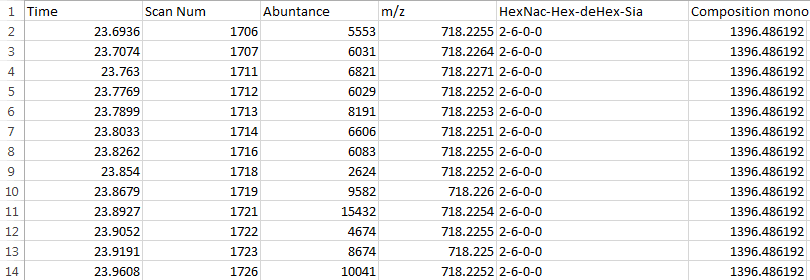 1 Time Scan Num Abuntance m/z HexNac-Hex-deHex-Sia Composition mono
2 23.6936 1706 5553 718.2255 2-6-0-0 1396.486192
3 23.7074 1707 6031 718.2264 2-6-0-0 1396.486192
4 23.763 1711 6821 718.2271 2-6-0-0 1396.486192
5 23.7769 1712 6029 718.2252 2-6-0-0 1396.486192
6 23.7899 1713 8191 718.2253 2-6-0-0 1396.486192
7 23.8033 1714 6606 718.2251 2-6-0-0 1396.486192
8 23.8262 1716 6083 718.2255 2-6-0-0 1396.486192
9 23.854 1718 2624 718.2252 2-6-0-0 1396.486192
10 23.8679 1719 9582 718.226 2-6-0-0 1396.486192
11 23.8927 1721 15432 718.2254 2-6-0-0 1396.486192
12 23.9052 1722 4674 718.2255 2-6-0-0 1396.486192
13 23.9191 1723 8674 718.225 2-6-0-0 1396.486192
14 23.9608 1726 10041 718.2252 2-6-0-0 1396.486192